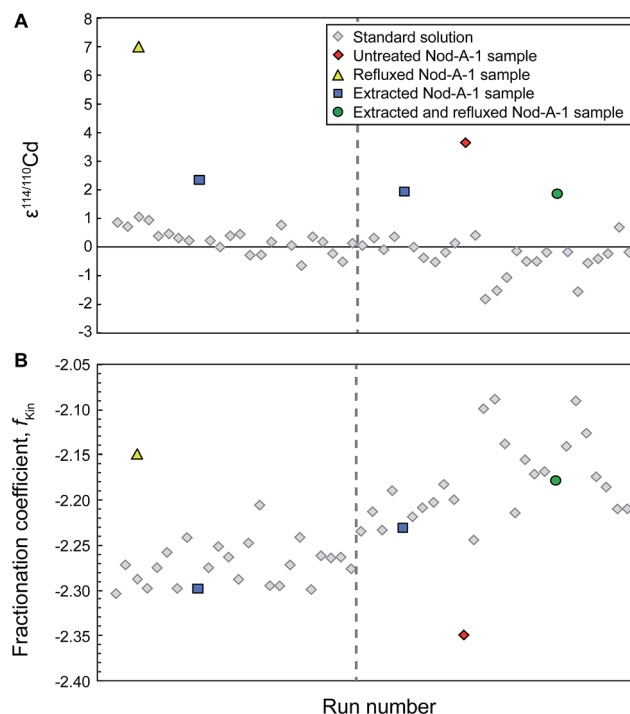 A
8
7
6
5
4
3
2
1
0
-1
-2
-3
ε114/110Cd
Standard solution
Untreated Nod-A-1 sample
Refluxed Nod-A-1 sample
Extracted Nod-A-1 sample
Extracted and refluxed Nod-A-1 sample
B
-2.05
-2.10
-2.15
-2.20
-2.25
-2.30
-2.35
-2.40
Fractionation coefficient, fKin
Run number